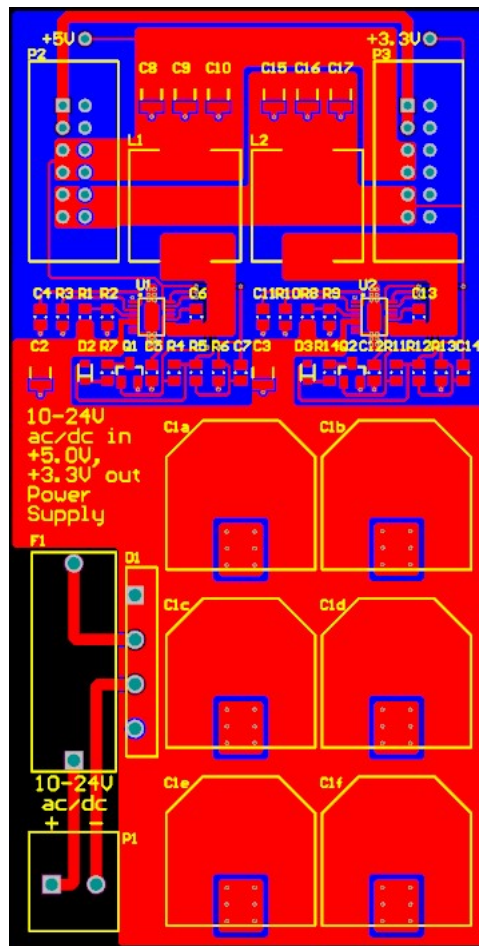 +5V +3.3V
P2 P3
C8 C9 C10 C15 C16 C17
L1 L2
U1 U2
C4 R3 R1 R2 C6 C11 R10 R8 R9 C13
C2 D2 R7 Q1 C5 R4 R5 R6 C7 C3 D3 R14 Q2 C12 R11 R12 R13 C14
10-24V
ac/dc in
+5.0V,
+3.3V out
Power
Supply
C1a C1b
F1 D1
C1c C1d
10-24V
ac/dc
+ -
C1e C1f
P1